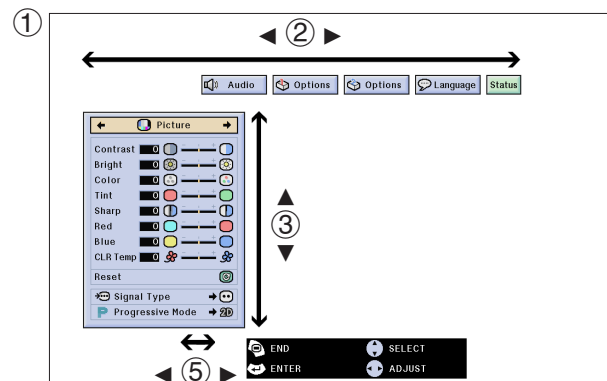 ① 
◄ ② ►
Audio Options Options Language Status
Picture
Contrast 0
Bright 0
Color 0
Tint 0
Sharp 0
Red 0
Blue 0
CLR Temp 0
Reset
Signal Type
P Progressive Mode 2D
▲
③
▼
◄ ⑤ ►
END SELECT
ENTER ADJUST